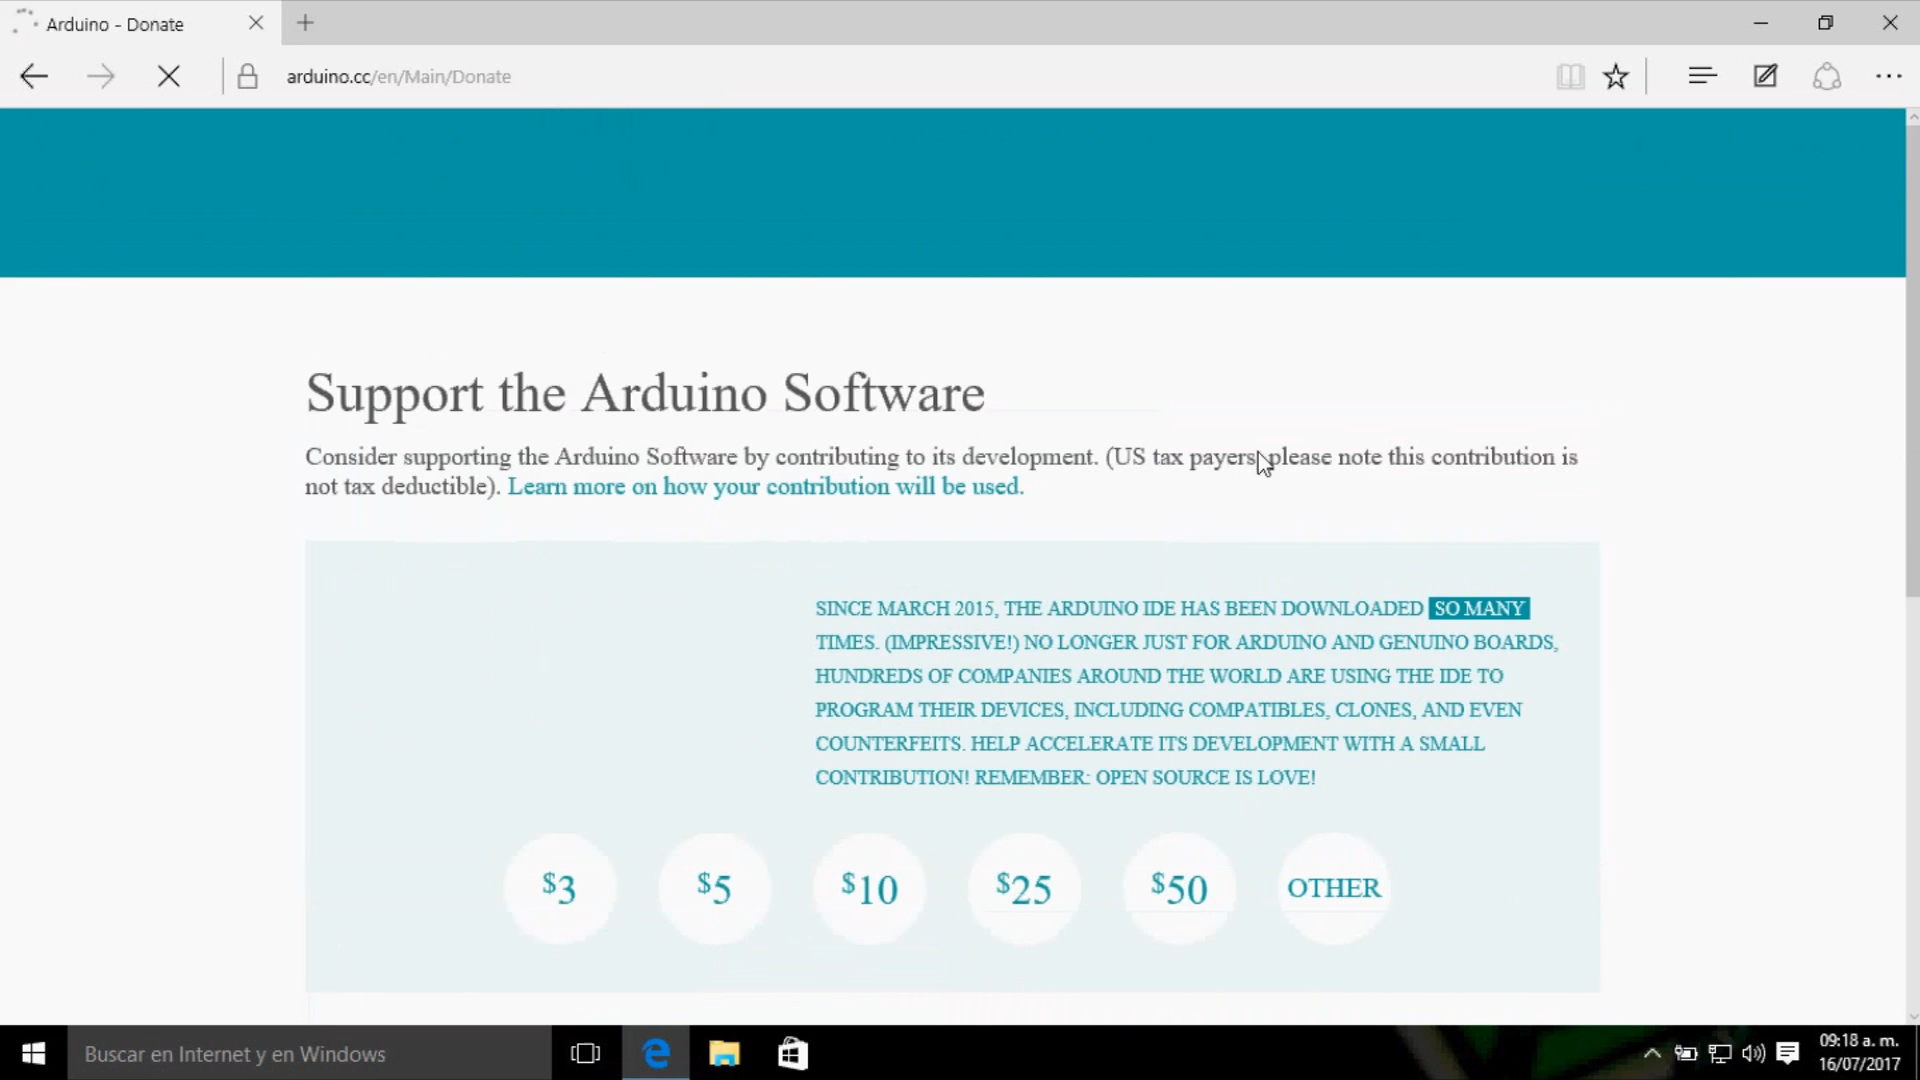 Arduino - Donate
arduino.cc/en/Main/Donate
Support the Arduino Software
Consider supporting the Arduino Software by contributing to its development. (US tax payers, please note this contribution is
not tax deductible). Learn more on how your contribution will be used.
SINCE MARCH 2015, THE ARDUINO IDE HAS BEEN DOWNLOADED SO MANY
TIMES. (IMPRESSIVE!) NO LONGER JUST FOR ARDUINO AND GENUINO BOARDS,
HUNDREDS OF COMPANIES AROUND THE WORLD ARE USING THE IDE TO
PROGRAM THEIR DEVICES, INCLUDING COMPATIBLES, CLONES, AND EVEN
COUNTERFEITS. HELP ACCELERATE ITS DEVELOPMENT WITH A SMALL
CONTRIBUTION! REMEMBER: OPEN SOURCE IS LOVE!
$3 $5 $10 $25 $50 OTHER
Buscar en Internet y en Windows
09:18 a. m.
16/07/2017